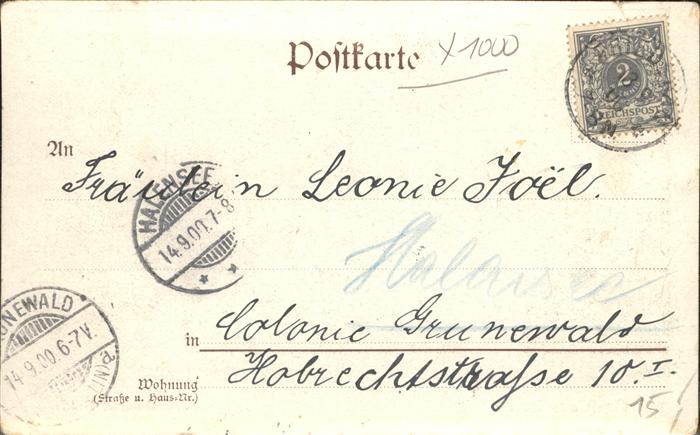 Postkarte
X 1000
2
REICHSPOST
An
Fräulein Leonie Joël.
HALENSEE
14.9.00.7-8
Halensee
GRUNEWALD
14.9.00.6-7V.
in Colonie Grunewald
Wohnung
(Straße u. Haus-Nr.)
Hobrechtstraße 10.I.
15